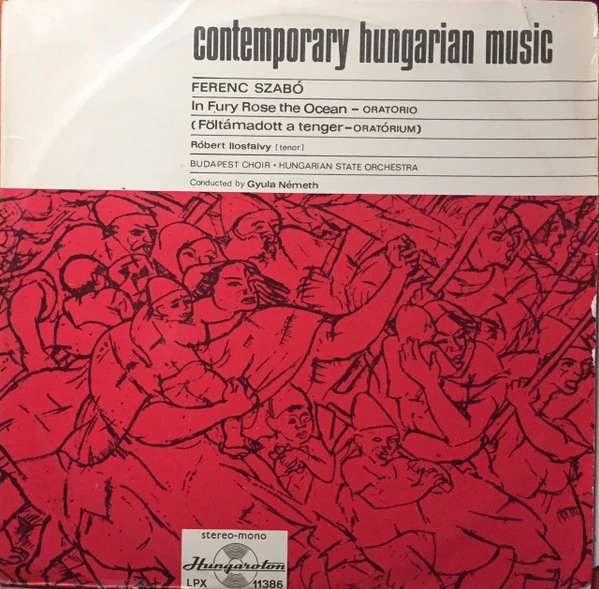 contemporary hungarian music
FERENC SZABÓ
In Fury Rose the Ocean – ORATORIO
(Föltámadott a tenger–ORATÓRIUM)
Róbert Ilosfalvy [tenor]
BUDAPEST CHOIR • HUNGARIAN STATE ORCHESTRA
Conducted by Gyula Németh
stereo-mono
Hungaroton
LPX 11386